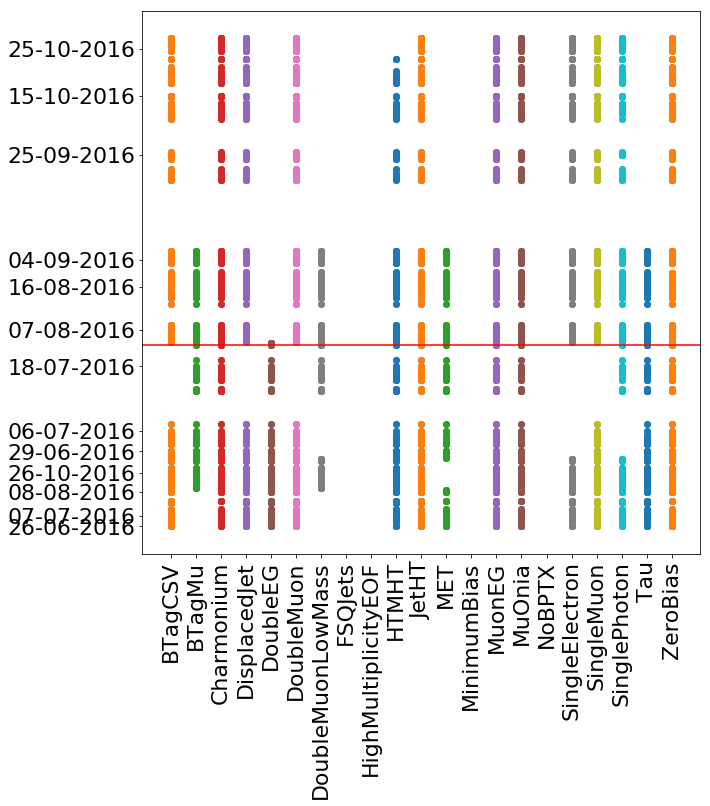 25-10-2016
15-10-2016
25-09-2016
04-09-2016
16-08-2016
07-08-2016
18-07-2016
06-07-2016
29-06-2016
26-10-2016
08-08-2016
07-07-2016
26-06-2016
BTagCSV
BTagMu
Charmonium
DisplacedJet
DoubleEG
DoubleMuon
DoubleMuonLowMass
FSQJets
HighMultiplicityEOF
HTMHT
JetHT
MET
MinimumBias
MuonEG
MuOnia
NoBPTX
SingleElectron
SingleMuon
SinglePhoton
Tau
ZeroBias